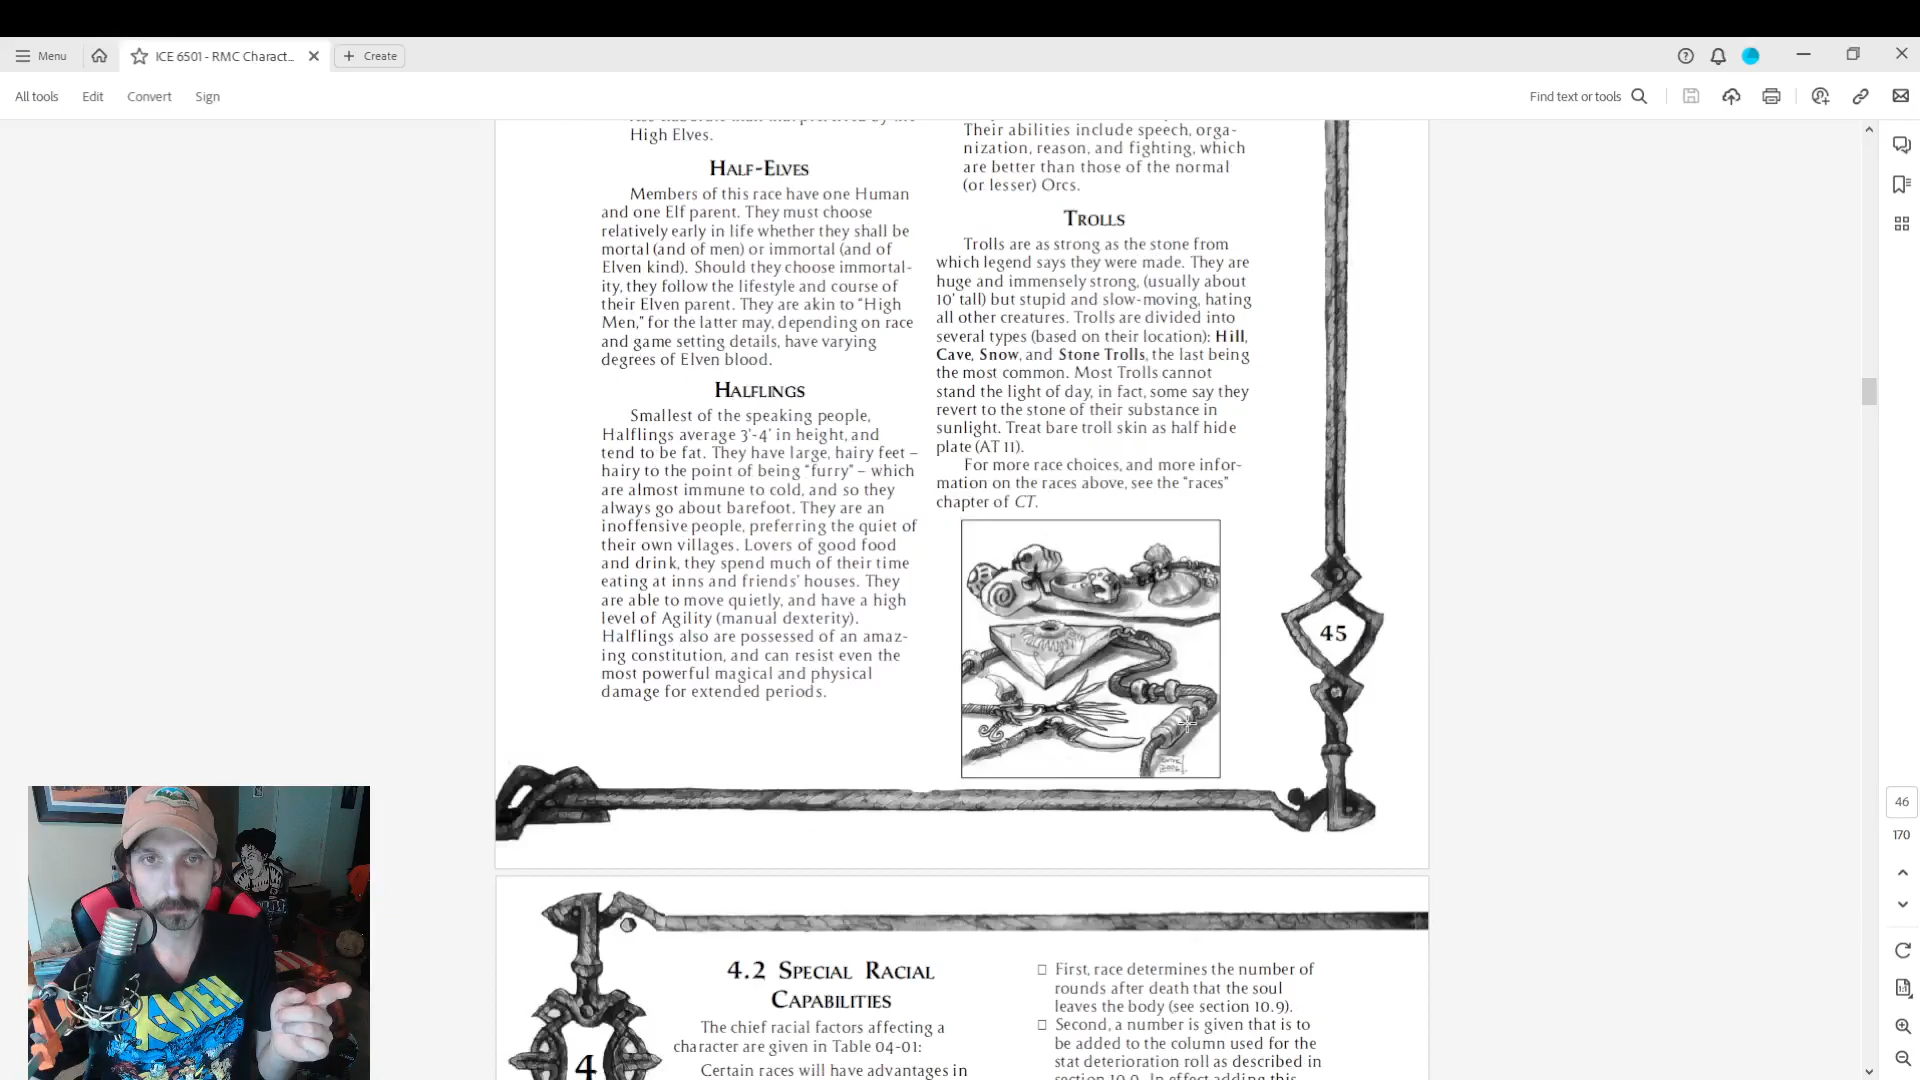 Menu
ICE 6501 - RMC Charact...
Create
All tools
Edit
Convert
Sign
Find text or tools
High Elves.
HALF-ELVES
Members of this race have one Human
and one Elf parent. They must choose
relatively early in life whether they shall be
mortal (and of men) or immortal (and of
Elven kind). Should they choose immortal-
ity, they follow the lifestyle and course of
their Elven parent. They are akin to “High
Men,” for the latter may, depending on race
and game setting details, have varying
degrees of Elven blood.
HALFLINGS
Smallest of the speaking people,
Halflings average 3'-4' in height, and
tend to be fat. They have large, hairy feet –
hairy to the point of being “furry” – which
are almost immune to cold, and so they
always go about barefoot. They are an
inoffensive people, preferring the quiet of
their own villages. Lovers of good food
and drink, they spend much of their time
eating at inns and friends’ houses. They
are able to move quietly, and have a high
level of Agility (manual dexterity).
Halflings also are possessed of an amaz-
ing constitution, and can resist even the
most powerful magical and physical
damage for extended periods.
Their abilities include speech, orga-
nization, reason, and fighting, which
are better than those of the normal
(or lesser) Orcs.
TROLLS
Trolls are as strong as the stone from
which legend says they were made. They are
huge and immensely strong, (usually about
10' tall) but stupid and slow-moving, hating
all other creatures. Trolls are divided into
several types (based on their location): Hill,
Cave, Snow, and Stone Trolls, the last being
the most common. Most Trolls cannot
stand the light of day, in fact, some say they
revert to the stone of their substance in
sunlight. Treat bare troll skin as half hide
plate (AT 11).
For more race choices, and more infor-
mation on the races above, see the “races”
chapter of CT.
45
46
170
X-MEN
4
4.2 SPECIAL RACIAL
CAPABILITIES
The chief racial factors affecting a
character are given in Table 04-01:
Certain races will have advantages in
First, race determines the number of
rounds after death that the soul
leaves the body (see section 10.9).
Second, a number is given that is to
be added to the column used for the
stat deterioration roll as described in